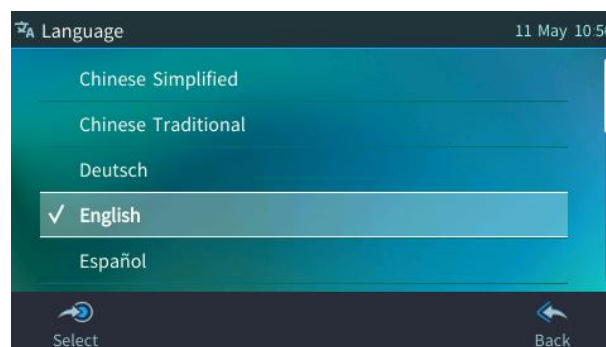 Language
11 May 10:5
Chinese Simplified
Chinese Traditional
Deutsch
✓ English
Español
Select
Back